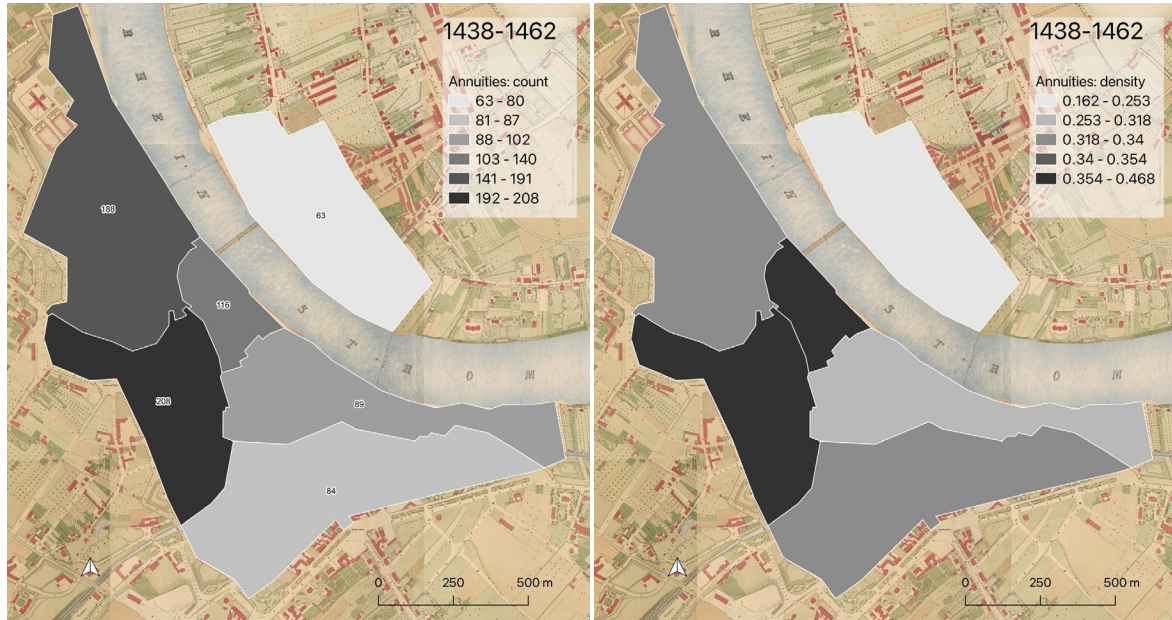 1438-1462
Annuities: count
63 - 80
81 - 87
88 - 102
103 - 140
141 - 191
192 - 208
188
63
116
208
89
84
0 250 500 m
1438-1462
Annuities: density
0.162 - 0.253
0.253 - 0.318
0.318 - 0.34
0.34 - 0.354
0.354 - 0.468
0 250 500 m